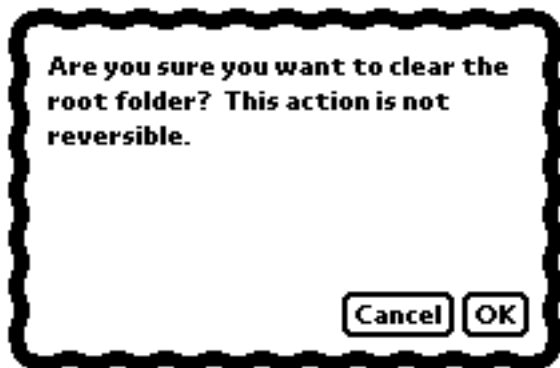 Are you sure you want to clear the
root folder?  This action is not
reversible.
Cancel OK